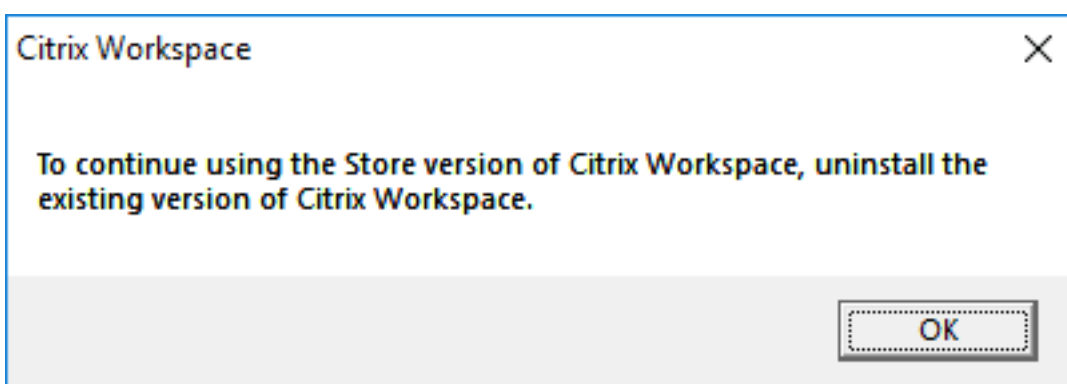 Citrix Workspace
To continue using the Store version of Citrix Workspace, uninstall the
existing version of Citrix Workspace.
OK